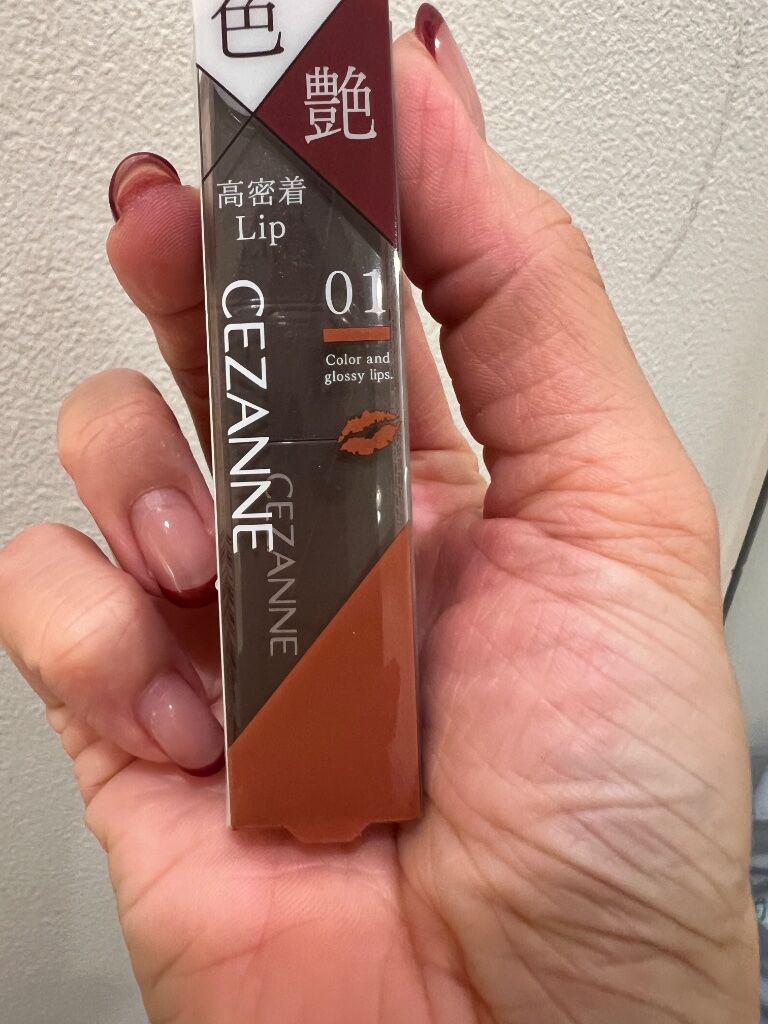 色
艶
高密着
Lip
01
Color and
glossy lips.
CEZANNE
CEZANNE